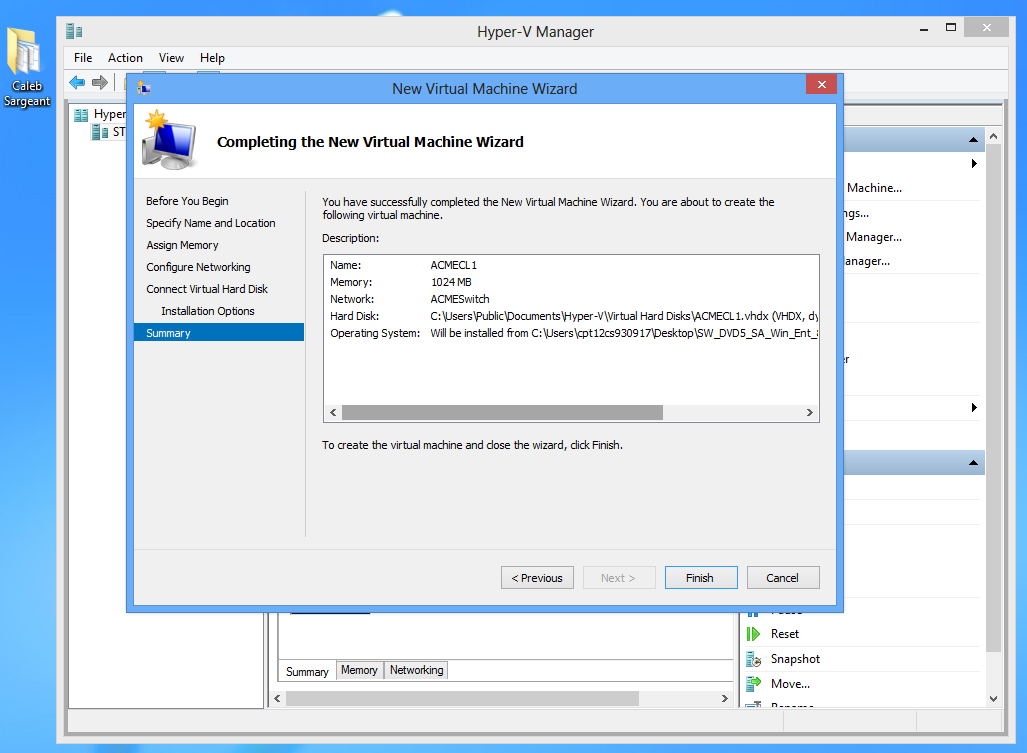 Caleb
Sargeant
Hyper-V Manager
File Action View Help
New Virtual Machine Wizard
Hyper
ST
Completing the New Virtual Machine Wizard
Before You Begin
Specify Name and Location
Assign Memory
Configure Networking
Connect Virtual Hard Disk
Installation Options
Summary
You have successfully completed the New Virtual Machine Wizard. You are about to create the
following virtual machine.
Description:
Name: ACMECL1
Memory: 1024 MB
Network: ACMESwitch
Hard Disk: C:\Users\Public\Documents\Hyper-V\Virtual Hard Disks\ACMECL1.vhdx (VHDX, dy
Operating System: Will be installed from C:\Users\cpt12cs930917\Desktop\SW_DVD5_SA_Win_Ent_8
To create the virtual machine and close the wizard, click Finish.
< Previous Next > Finish Cancel
Machine...
ngs...
Manager...
anager...
er
Reset
Snapshot
Move...
Summary Memory Networking